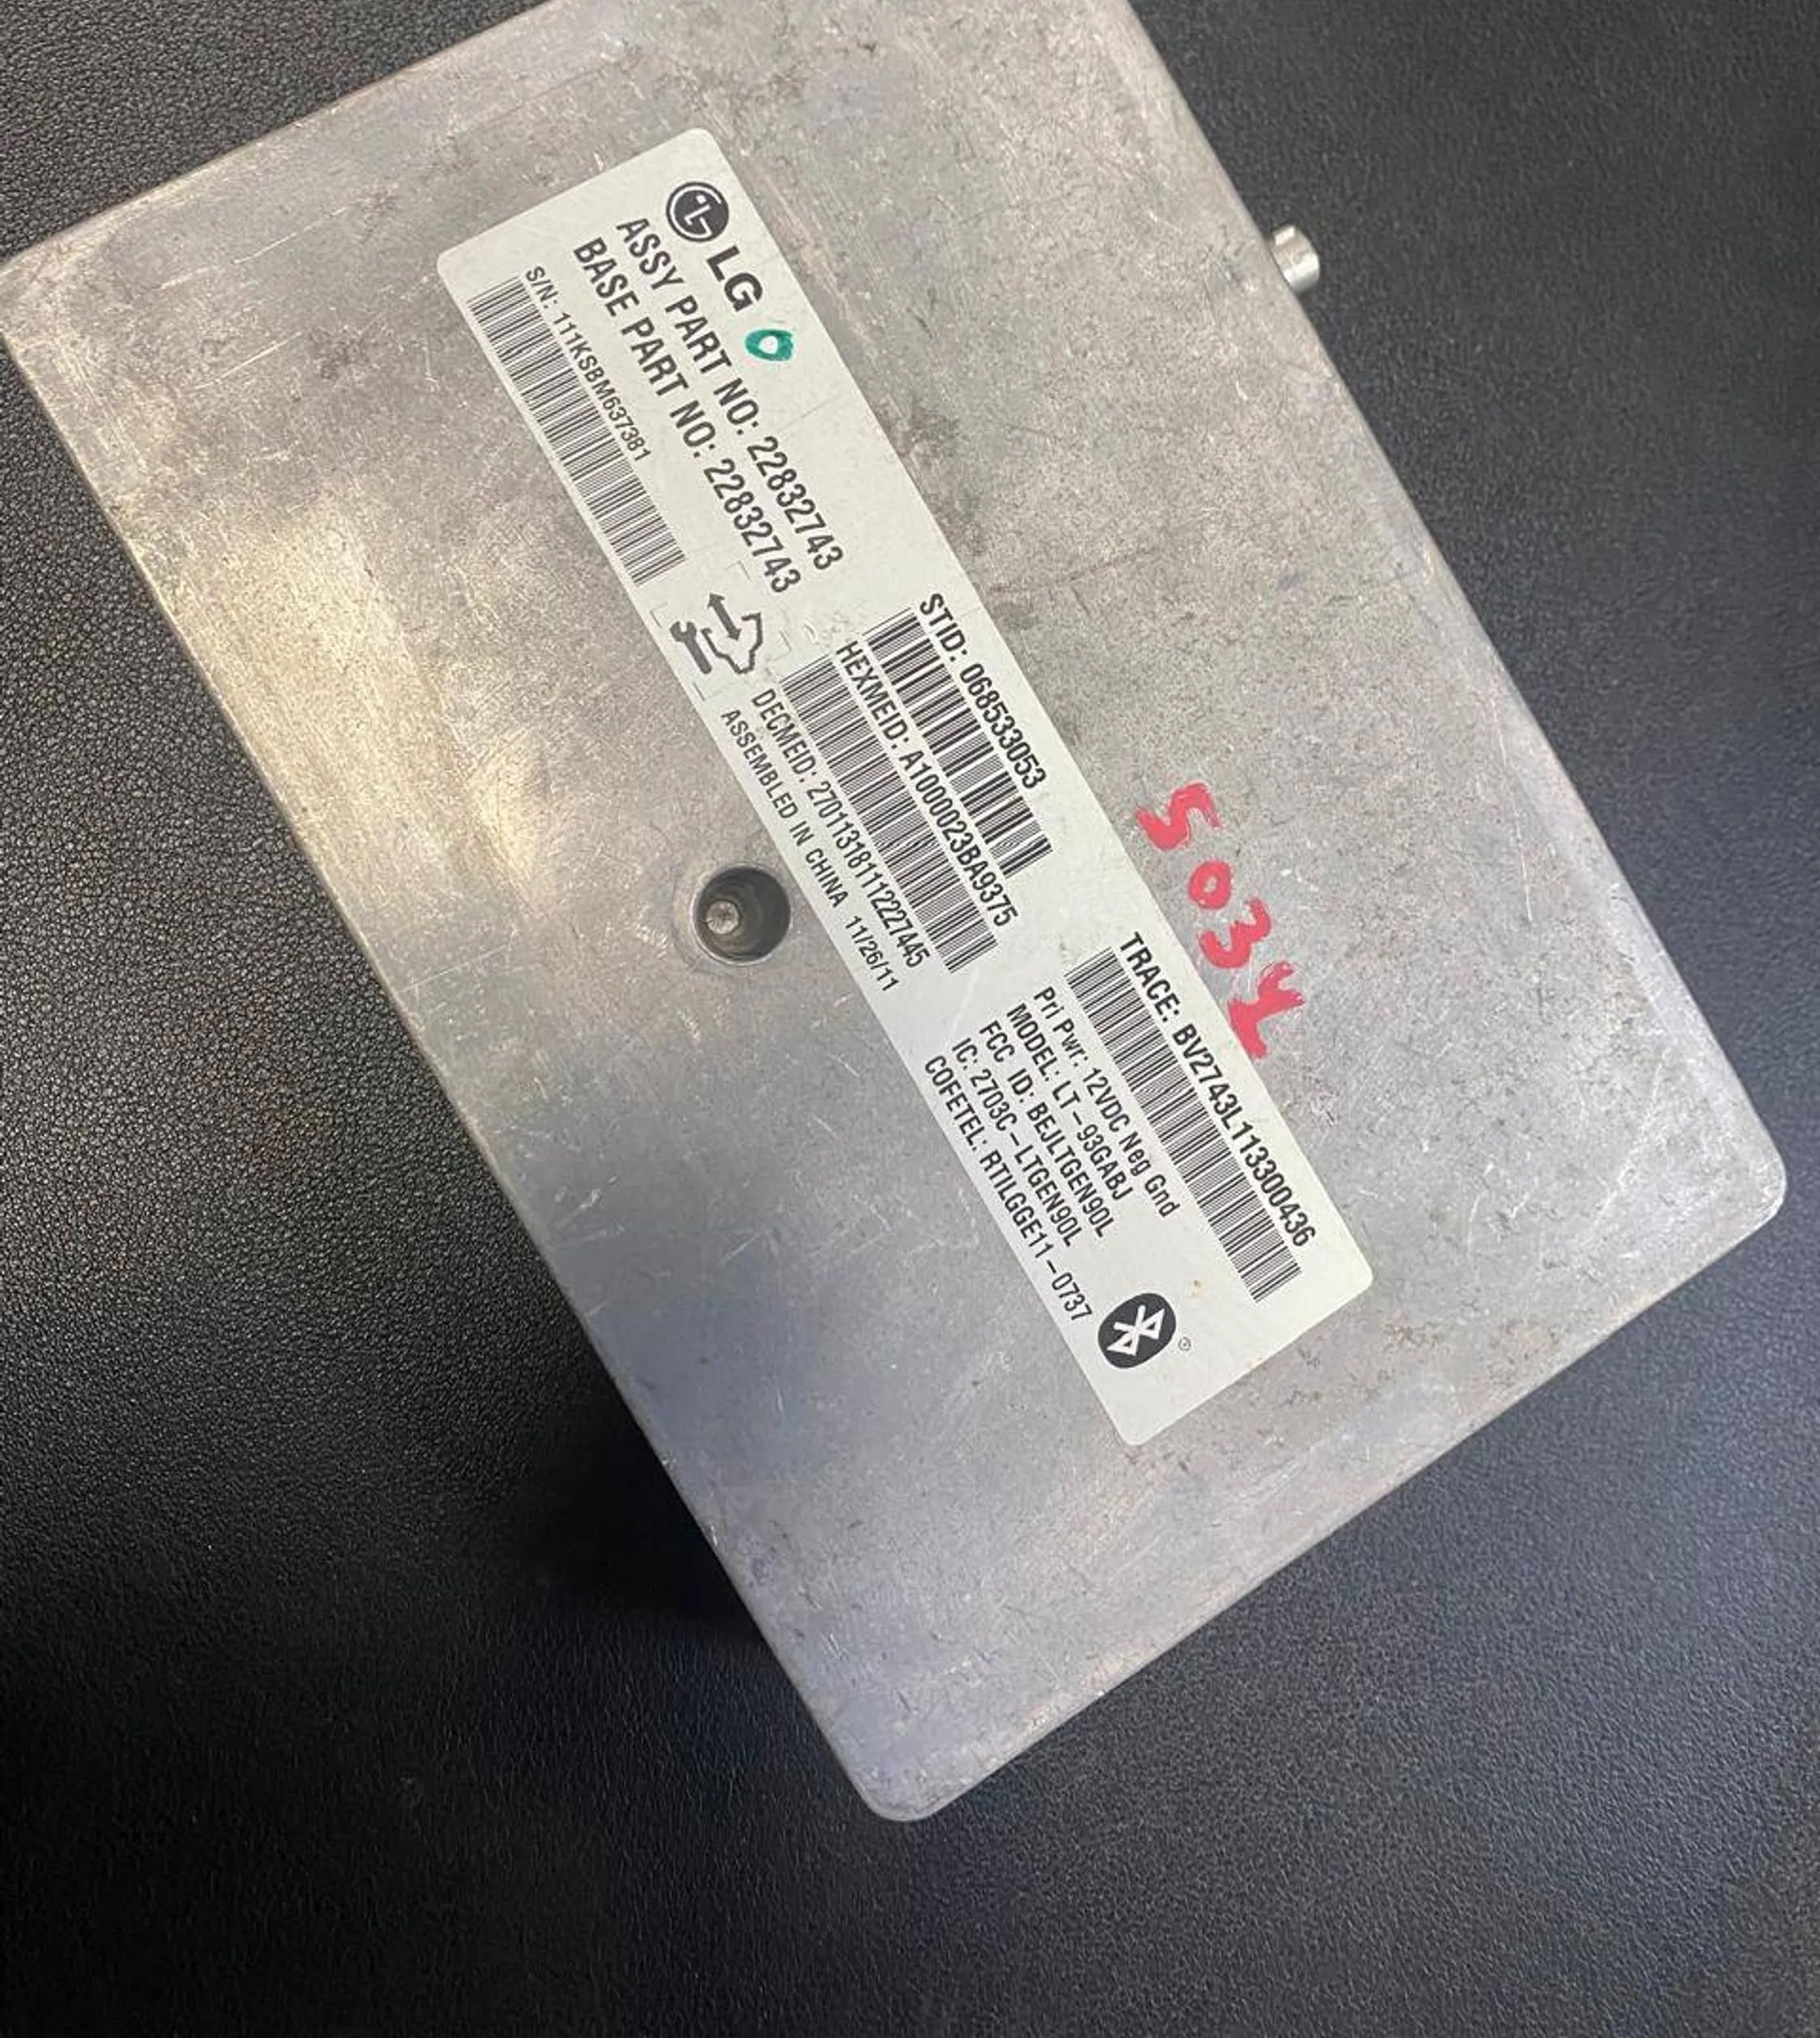 LG
ASSY PART NO: 22832743
BASE PART NO: 22832743
S/N: 111KSBM637381
STID: 068533053
HEXMEID: A1000023BA9375
DECMEID: 270113181112227445
ASSEMBLED IN CHINA 11/26/11
TRACE: BV2743L113300436
Pri Pwr: 12VDC Neg Gnd
MODEL: LT-93GABJ
FCC ID: BEJLTGEN90L
IC: 2703C-LTGEN90L
COFETEL: RTILGGE11-0737
®